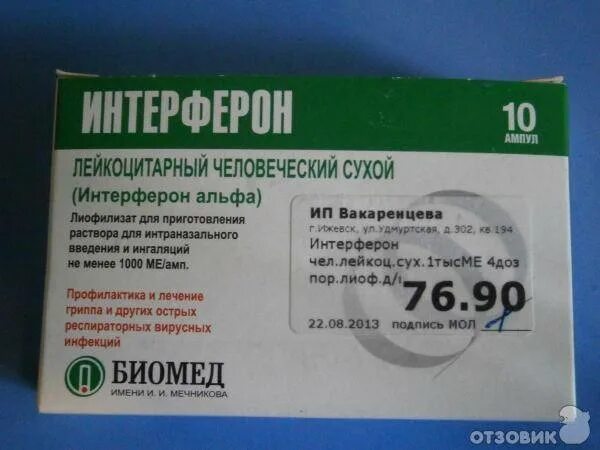 ИНТЕРФЕРОН
10
АМПУЛ
ЛЕЙКОЦИТАРНЫЙ ЧЕЛОВЕЧЕСКИЙ СУХОЙ
(Интерферон альфа)
Лиофилизат для приготовления
раствора для интраназального
введения и ингаляций
не менее 1000 МЕ/амп.
Профилактика и лечение
гриппа и других острых
респираторных вирусных
инфекций
БИОМЕД
ИМЕНИ И. И. МЕЧНИКОВА
ИП Вакаренцева
г.Ижевск, ул.Удмуртская, д.302, кв.194
Интерферон
чел.лейкоц.сух.1тысМЕ 4доз
пор.лиоф.д/
76.90
22.08.2013 подпись МОЛ
ОТЗОВИК